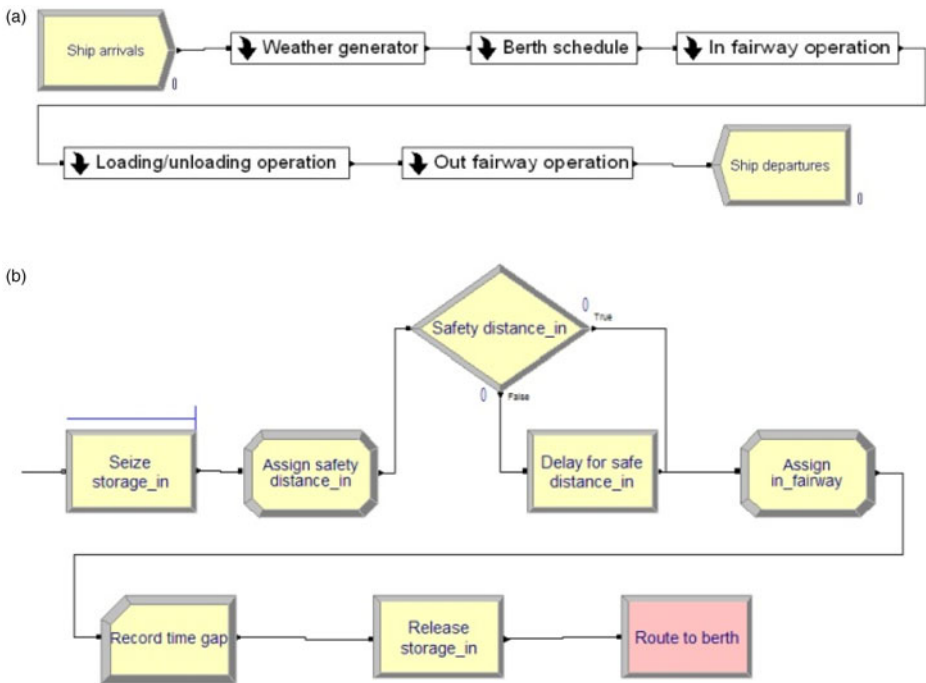 (a)
Ship arrivals
0
Weather generator
Berth schedule
In fairway operation
Loading/unloading operation
Out fairway operation
Ship departures
0
(b)
Safety distance_in
0
True
0
False
Seize
storage_in
Assign safety
distance_in
Delay for safe
distance_in
Assign
in_fairway
Record time gap
Release
storage_in
Route to berth